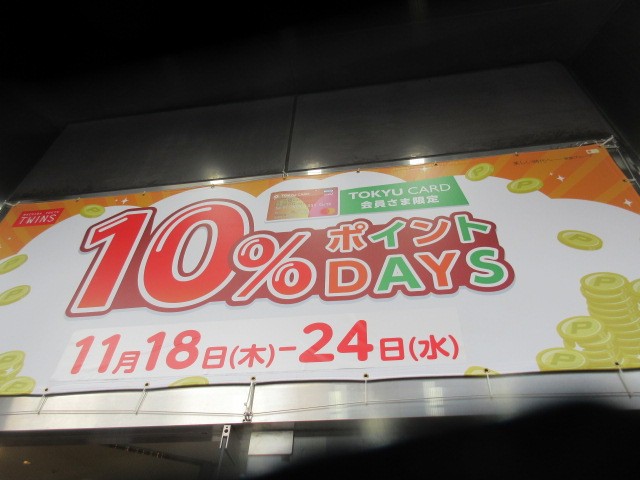 TWINS
TOKYU CARD
会員さま限定
10%ポイント
DAYS
11月18日(木)-24日(水)